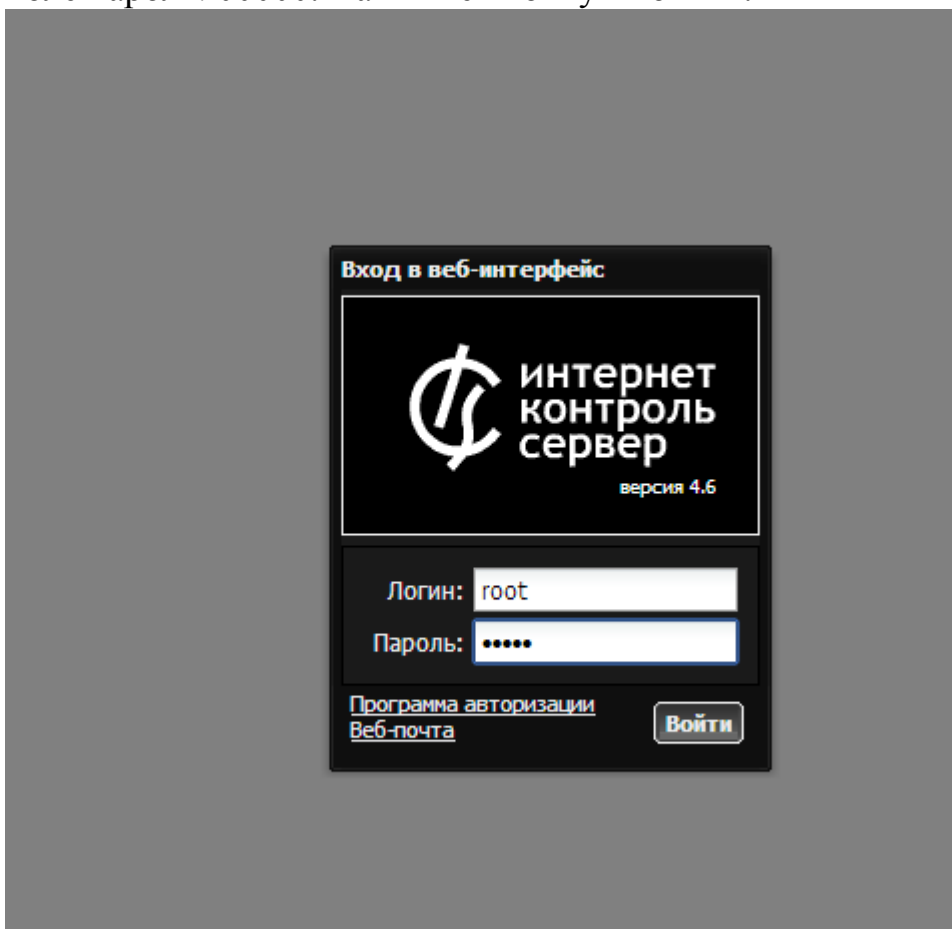 Вход в веб-интерфейс
интернет
контроль
сервер
версия 4.6
Логин: root
Пароль: •••••
Программа авторизации
Веб-почта
Войти